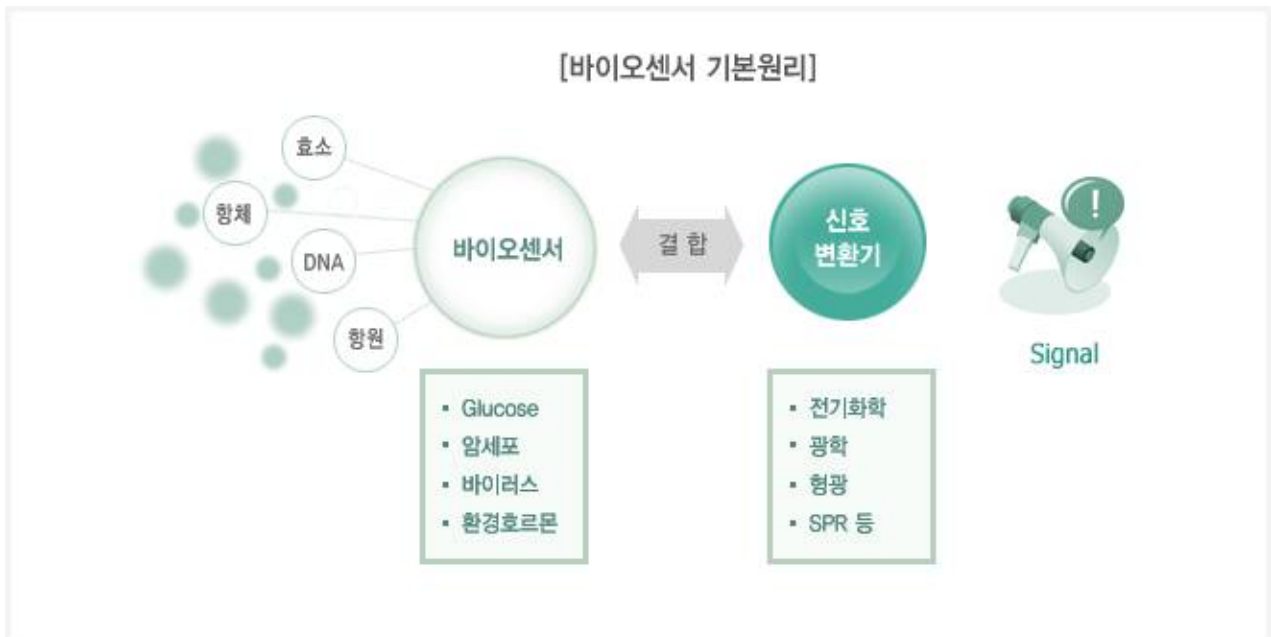 [바이오센서 기본원리]
효소
항체
DNA
항원
바이오센서
결 합
신호
변환기
!
Signal
▪ Glucose
▪ 암세포
▪ 바이러스
▪ 환경호르몬
▪ 전기화학
▪ 광학
▪ 형광
▪ SPR 등